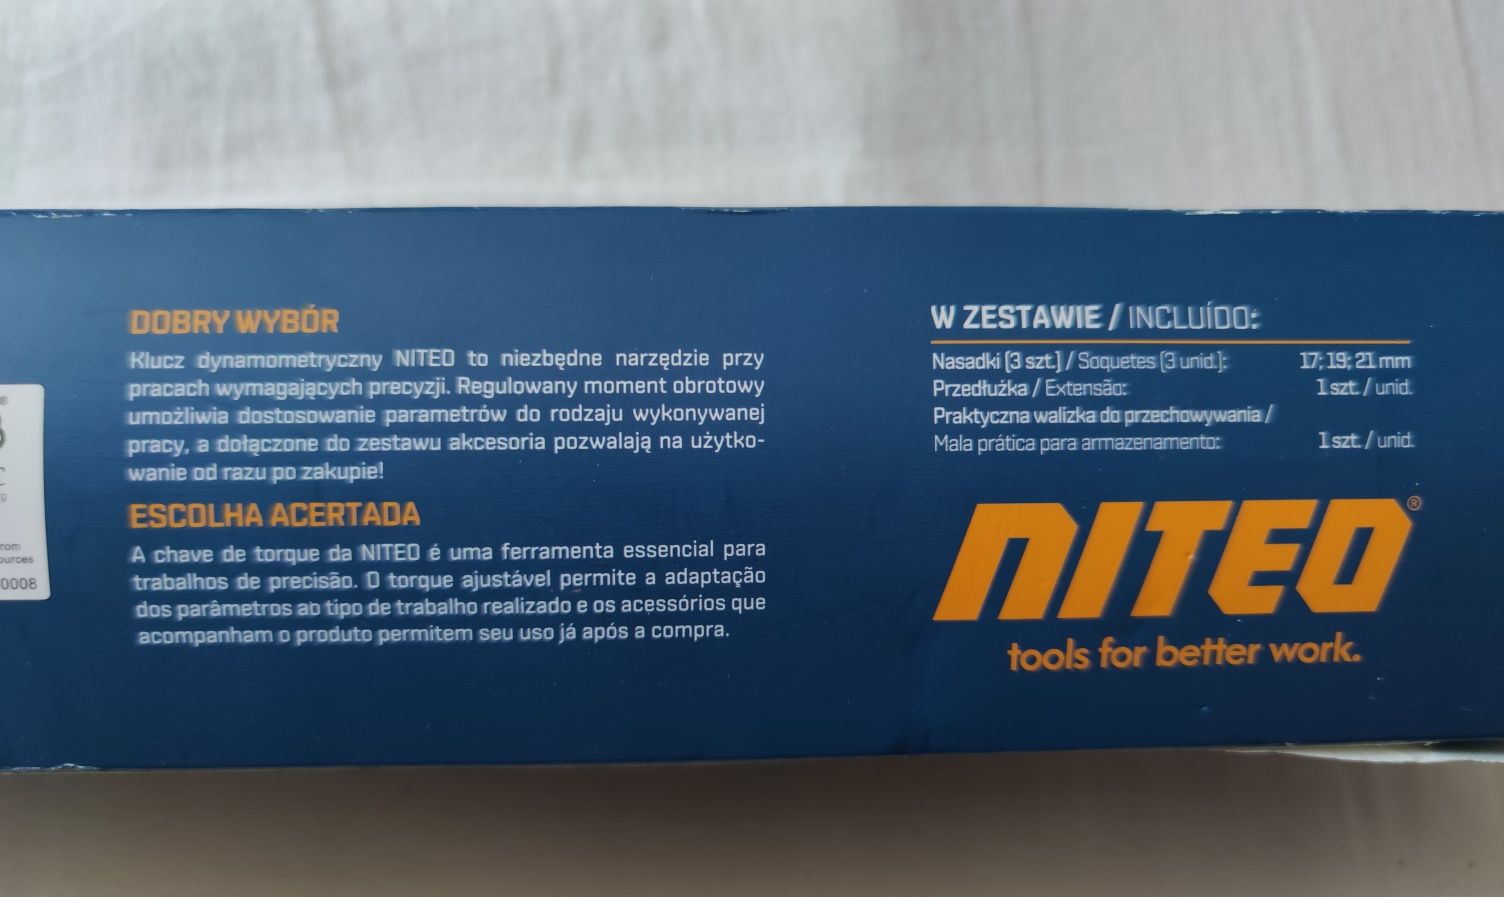 DOBRY WYBÓR
Klucz dynamometryczny NITEO to niezbędne narzędzie przy
pracach wymagających precyzji. Regulowany moment obrotowy
umożliwia dostosowanie parametrów do rodzaju wykonywanej
pracy, a dołączone do zestawu akcesoria pozwalają na użytko-
wanie od razu po zakupie!
ESCOLHA ACERTADA
A chave de torque da NITEO é uma ferramenta essencial para
trabalhos de precisão. O torque ajustável permite a adaptação
dos parâmetros ao tipo de trabalho realizado e os acessórios que
acompanham o produto permitem seu uso já após a compra.
W ZESTAWIE / INCLUÍDO:
Nasadki (3 szt.) / Soquetes (3 unid.): 17; 19; 21 mm
Przedłużka / Extensão: 1 szt. / unid.
Praktyczna walizka do przechowywania /
Mala prática para armazenamento: 1 szt. / unid.
NITEO®
tools for better work.
®
0008